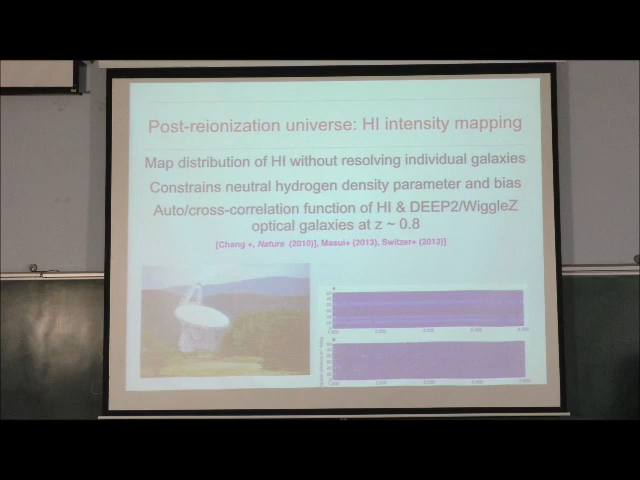 Post-reionization universe: HI intensity mapping
Map distribution of HI without resolving individual galaxies
Constrains neutral hydrogen density parameter and bias
Auto/cross-correlation function of HI & DEEP2/WiggleZ
optical galaxies at z ~ 0.8
[Chang +, Nature (2010)], Masui+ (2013), Switzer+ (2013)]